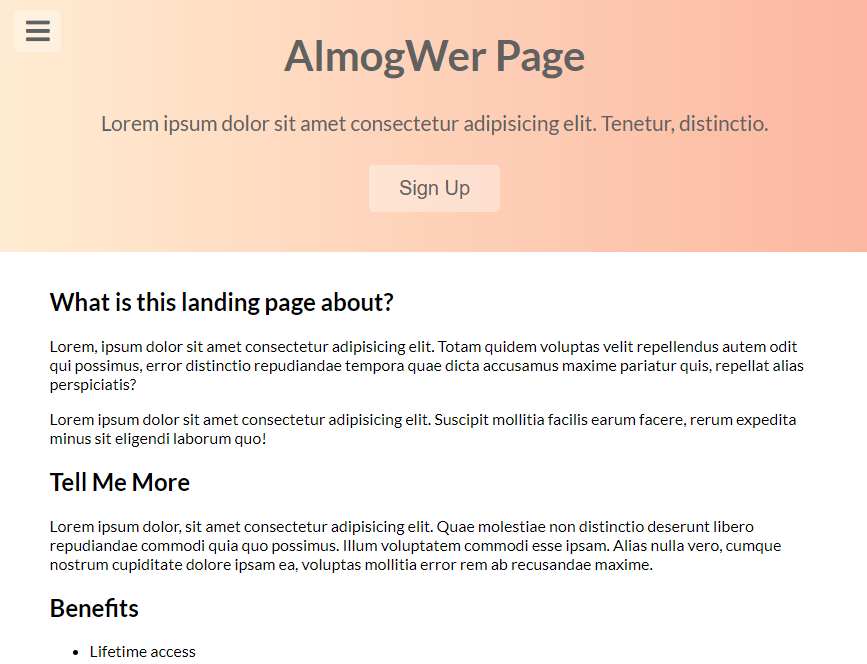 AlmogWer Page
Lorem ipsum dolor sit amet consectetur adipisicing elit. Tenetur, distinctio.
Sign Up
What is this landing page about?
Lorem, ipsum dolor sit amet consectetur adipisicing elit. Totam quidem voluptas velit repellendus autem odit
qui possimus, error distinctio repudiandae tempora quae dicta accusamus maxime pariatur quis, repellat alias
perspiciatis?
Lorem ipsum dolor sit amet consectetur adipisicing elit. Suscipit mollitia facilis earum facere, rerum expedita
minus sit eligendi laborum quo!
Tell Me More
Lorem ipsum dolor, sit amet consectetur adipisicing elit. Quae molestiae non distinctio deserunt libero
repudiandae commodi quia quo possimus. Illum voluptatem commodi esse ipsam. Alias nulla vero, cumque
nostrum cupiditate dolore ipsam ea, voluptas mollitia error rem ab recusandae maxime.
Benefits
• Lifetime access